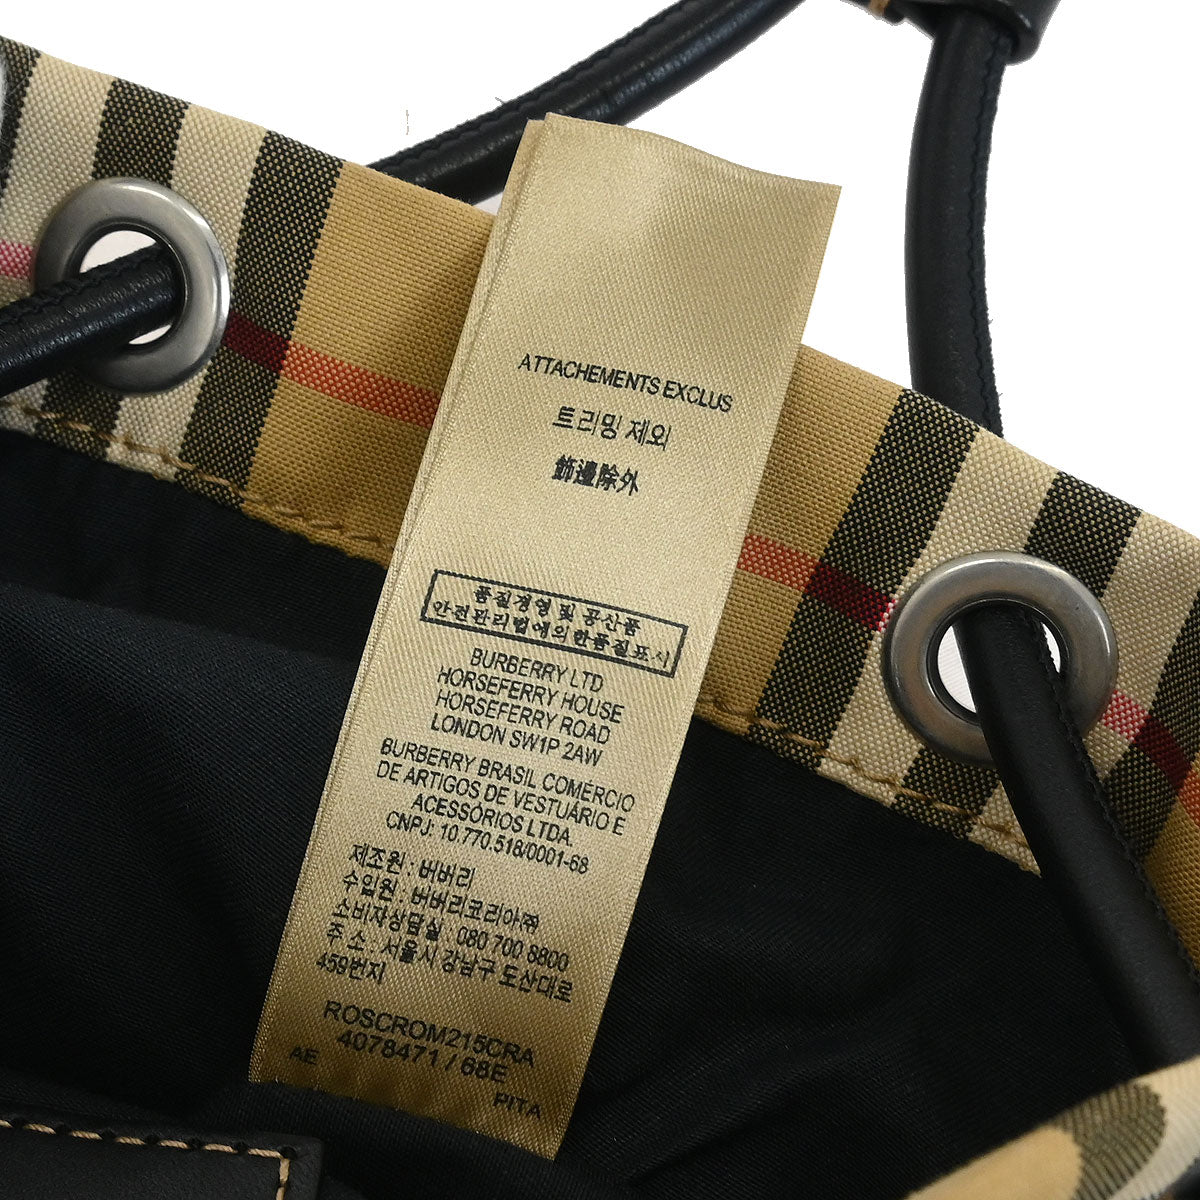 ATTACHEMENTS EXCLUS
트리밍 제외
飾邊除外
품질경영 및 공산품
안전관리법에의한품질표시
BURBERRY LTD
HORSEFERRY HOUSE
HORSEFERRY ROAD
LONDON SW1P 2AW
BURBERRY BRASIL COMÉRCIO
DE ARTIGOS DE VESTUÁRIO E
ACESSÓRIOS LTDA.
CNPJ: 10.770.518/0001-68
제조원 : 버버리
수입원 : 버버리코리아㈜
소비자상담실 : 080 700 8800
주 소 : 서울시 강남구 도산대로
459번지
ROSCROM215CRA
4078471 / 68E
AE
PITA